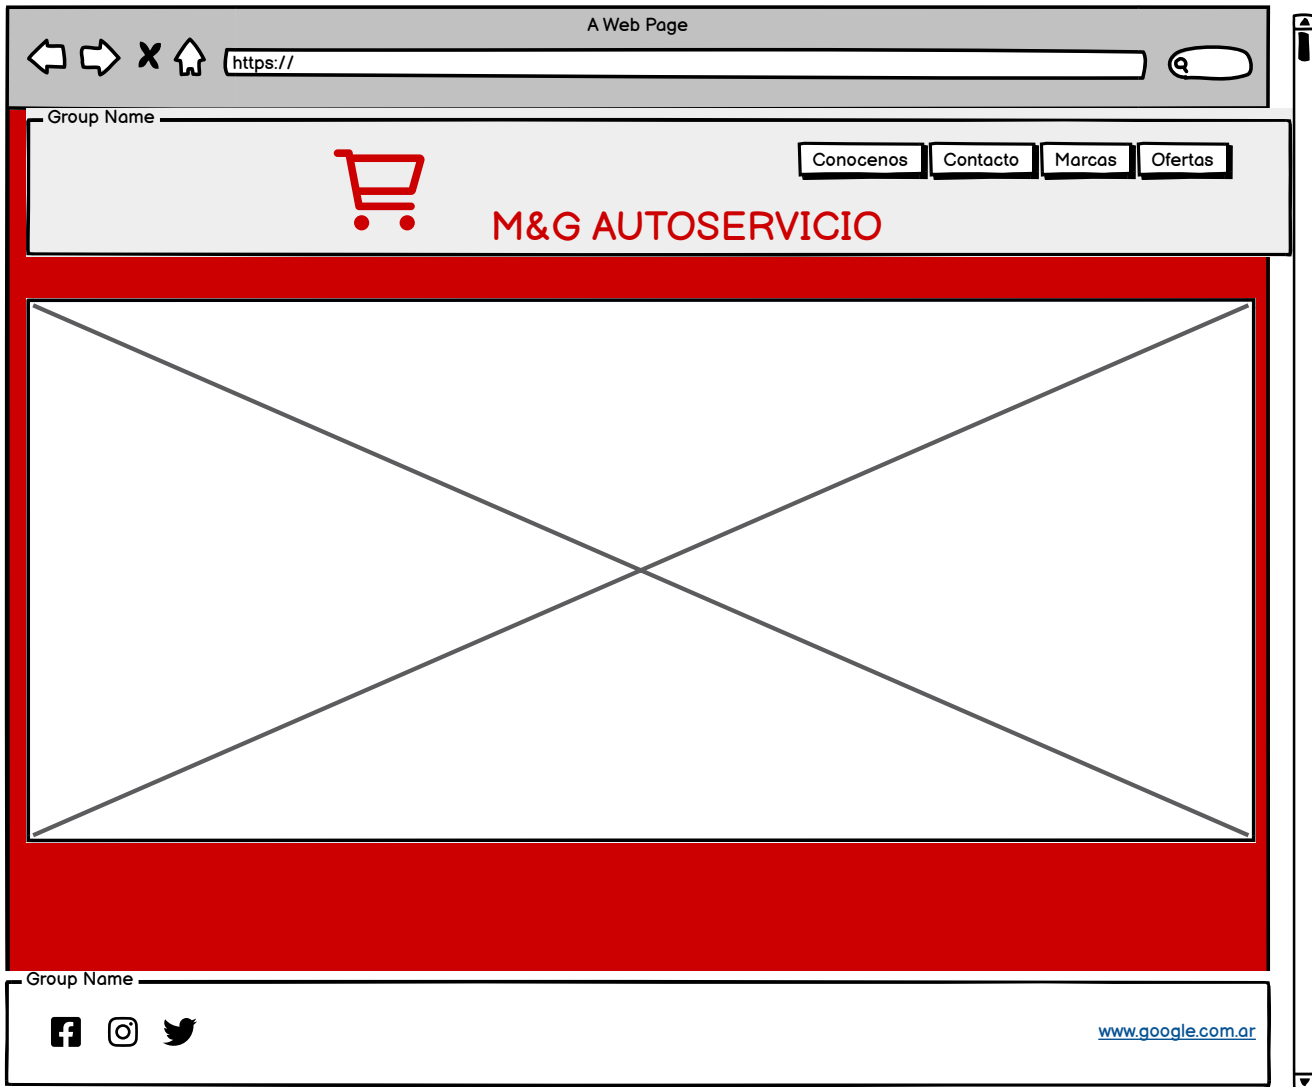 A Web Page
https://
Group Name
Conocenos Contacto Marcas Ofertas
M&G AUTOSERVICIO
Group Name
www.google.com.ar